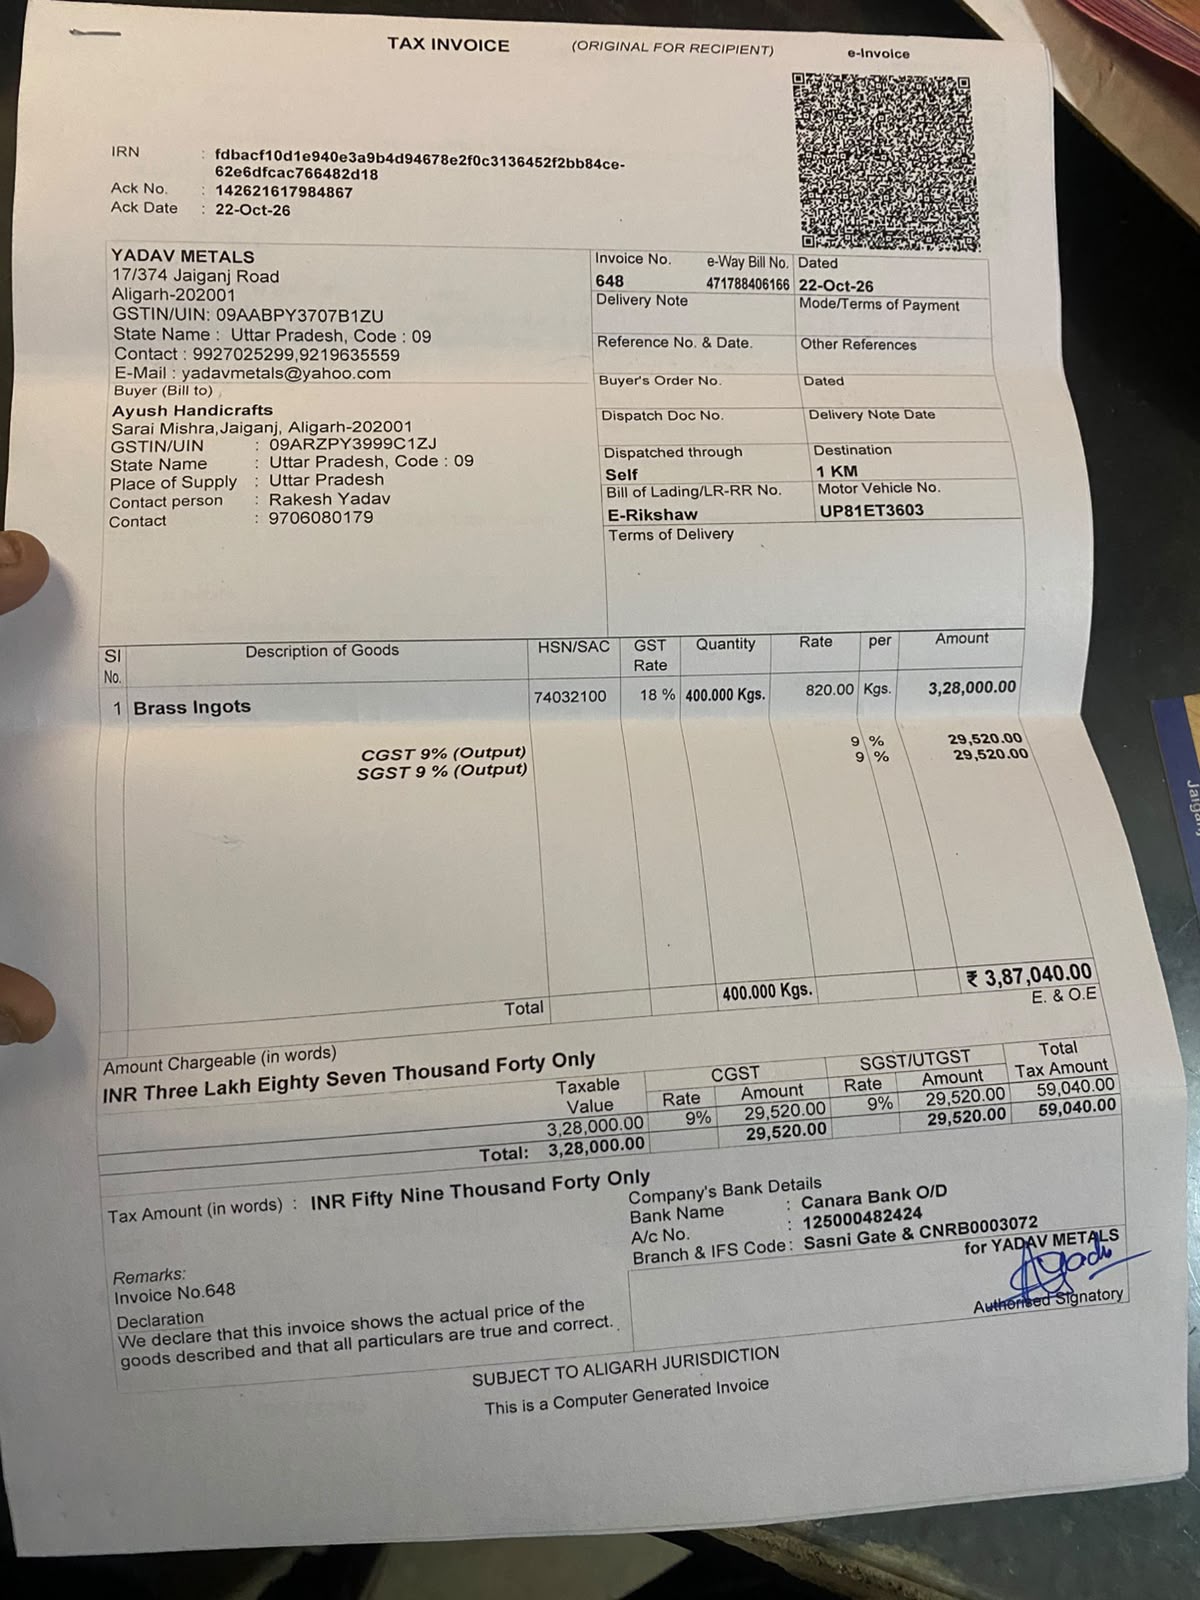 TAX INVOICE (ORIGINAL FOR RECIPIENT) e-Invoice
IRN : fdbacf10d1e940e3a9b4d94678e2f0c3136452f2bb84ce-
62e6dfcac766482d18
Ack No. : 142621617984867
Ack Date : 22-Oct-26
YADAV METALS
17/374 Jaiganj Road
Aligarh-202001
GSTIN/UIN: 09AABPY3707B1ZU
State Name : Uttar Pradesh, Code : 09
Contact : 9927025299,9219635559
E-Mail : yadavmetals@yahoo.com
Buyer (Bill to)
Ayush Handicrafts
Sarai Mishra,Jaiganj, Aligarh-202001
GSTIN/UIN : 09ARZPY3999C1ZJ
State Name : Uttar Pradesh, Code : 09
Place of Supply : Uttar Pradesh
Contact person : Rakesh Yadav
Contact : 9706080179
Invoice No. e-Way Bill No. Dated
648 471788406166 22-Oct-26
Delivery Note Mode/Terms of Payment
Reference No. & Date. Other References
Buyer's Order No. Dated
Dispatch Doc No. Delivery Note Date
Dispatched through Destination
Self 1 KM
Bill of Lading/LR-RR No. Motor Vehicle No.
E-Rikshaw UP81ET3603
Terms of Delivery
SI Description of Goods HSN/SAC GST Quantity Rate per Amount
No. Rate
1 Brass Ingots 74032100 18 % 400.000 Kgs. 820.00 Kgs. 3,28,000.00
CGST 9% (Output) 9 % 29,520.00
SGST 9 % (Output) 9 % 29,520.00
Total 400.000 Kgs. ₹ 3,87,040.00
E. & O.E
Amount Chargeable (in words)
INR Three Lakh Eighty Seven Thousand Forty Only
Taxable CGST SGST/UTGST Total
Value Rate Amount Rate Amount Tax Amount
3,28,000.00 9% 29,520.00 9% 29,520.00 59,040.00
Total: 3,28,000.00 29,520.00 29,520.00 59,040.00
Tax Amount (in words) : INR Fifty Nine Thousand Forty Only
Company's Bank Details
Bank Name : Canara Bank O/D
A/c No. : 125000482424
Branch & IFS Code : Sasni Gate & CNRB0003072
for YADAV METALS
Authorised Signatory
Remarks:
Invoice No.648
Declaration
We declare that this invoice shows the actual price of the
goods described and that all particulars are true and correct.
SUBJECT TO ALIGARH JURISDICTION
This is a Computer Generated Invoice